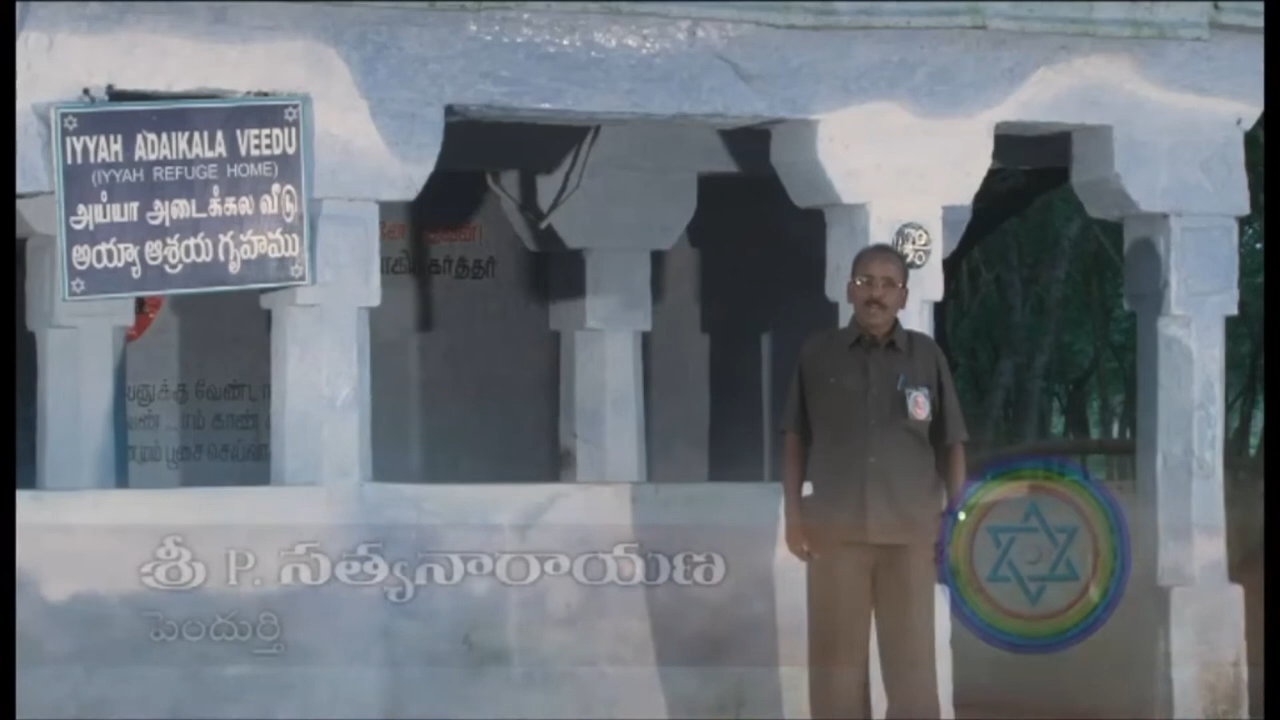 IYYAH ADAIKALA VEEDU
(IYYAH REFUGE HOME)
அய்யா அடைக்கல வீடு
అయ్యా ఆశ్రయ గృహము
வேண்டா
காண்
பூசை செய்வா
శ్రీ P. సత్యనారాయణ
పెందుర్తి